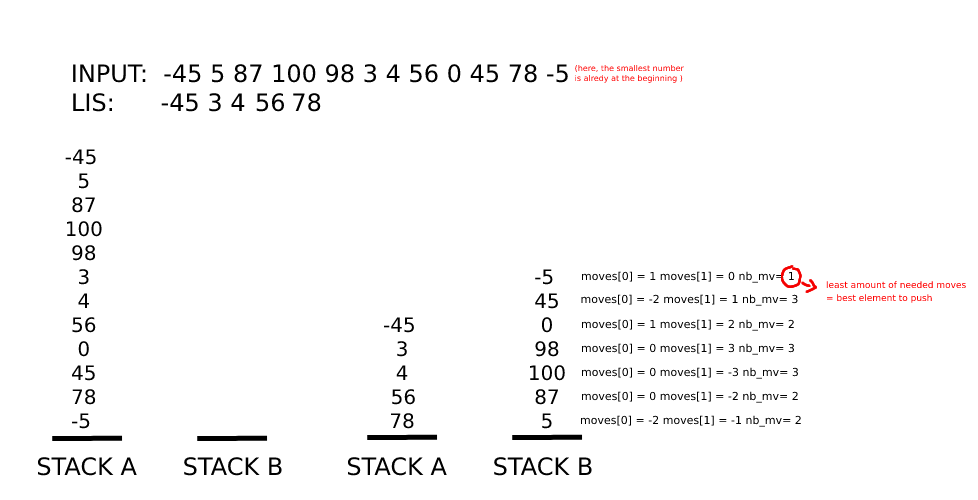 INPUT: -45 5 87 100 98 3 4 56 0 45 78 -5
(here, the smallest number
is alredy at the beginning )
LIS: -45 3 4 56 78
-45
5
87
100
98
3
4
56
0
45
78
-5
STACK A
STACK B
-45
3
4
56
78
STACK A
-5 moves[0] = 1 moves[1] = 0 nb_mv= 1
45 moves[0] = -2 moves[1] = 1 nb_mv= 3
0 moves[0] = 1 moves[1] = 2 nb_mv= 2
98 moves[0] = 0 moves[1] = 3 nb_mv= 3
100 moves[0] = 0 moves[1] = -3 nb_mv= 3
87 moves[0] = 0 moves[1] = -2 nb_mv= 2
5 moves[0] = -2 moves[1] = -1 nb_mv= 2
STACK B
least amount of needed moves
= best element to push